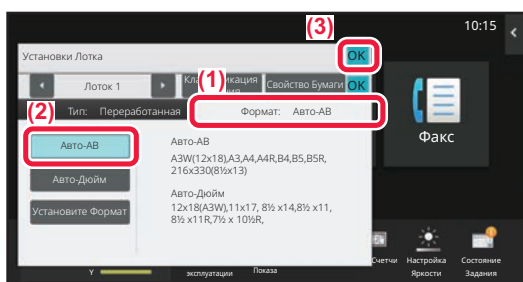 (3)
10:15
Установки Лотка
OK
Лоток 1
(1)
Свойство Бумаги
OK
(2)
Тип: Переработанная
Формат: Авто-AB
Авто-AB
Авто-Дюйм
Установите Формат
Авто-AB
A3W(12x18),A3,A4,A4R,B4,B5,B5R,
216x330(8½x13)
Авто-Дюйм
12x18(A3W),11x17, 8½ x14,8½ x11,
8½ x11R,7½ x 10½R,
Факс
Счетчи
Настройка
Яркости
Состояние
Задания
Y
эксплуатации
Показа